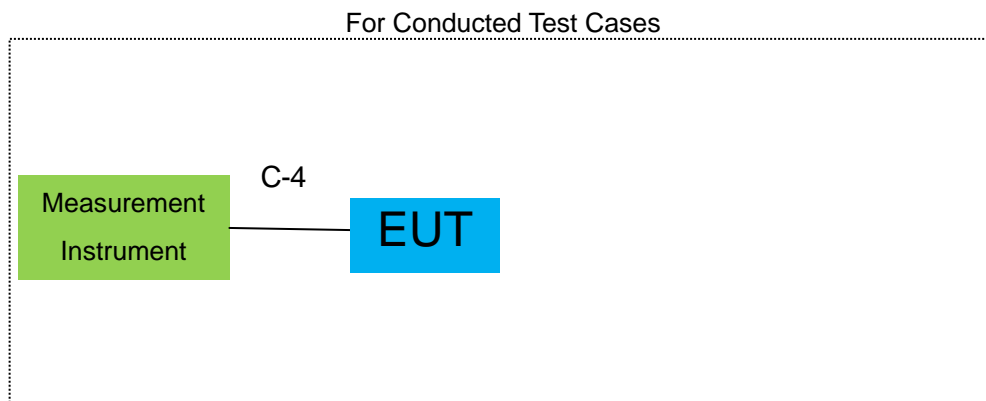 For Conducted Test Cases
C-4
Measurement
Instrument
EUT